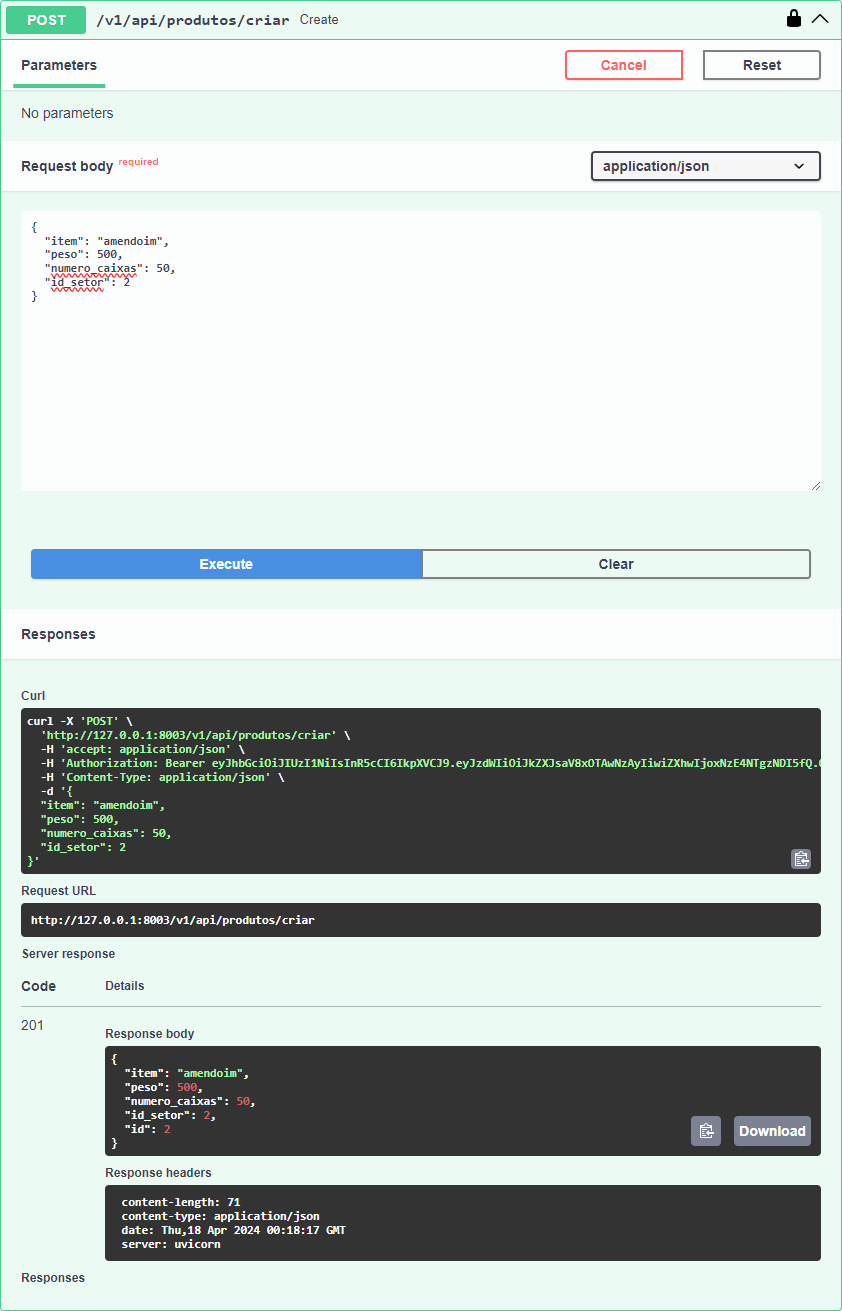 POST /v1/api/produtos/criar Create
Parameters
Cancel
Reset
No parameters
Request body required
application/json
{
  "item": "amendoim",
  "peso": 500,
  "numero_caixas": 50,
  "id_setor": 2
}
Execute
Clear
Responses
Curl
curl -X 'POST' \
  'http://127.0.0.1:8003/v1/api/produtos/criar' \
  -H 'accept: application/json' \
  -H 'Authorization: Bearer eyJhbGciOiJIUzI1NiIsInR5cCI6IkpXVCJ9.eyJzdWIiOiJkZXJsaV8xOTAwNzAyIiwiZXhwIjoxNzE4NTgzNDI5fQ.
  -H 'Content-Type: application/json' \
  -d '{
  "item": "amendoim",
  "peso": 500,
  "numero_caixas": 50,
  "id_setor": 2
}'
Request URL
http://127.0.0.1:8003/v1/api/produtos/criar
Server response
Code Details
201
Response body
{
  "item": "amendoim",
  "peso": 500,
  "numero_caixas": 50,
  "id_setor": 2,
  "id": 2
}
Download
Response headers
content-length: 71
content-type: application/json
date: Thu,18 Apr 2024 00:18:17 GMT
server: uvicorn
Responses